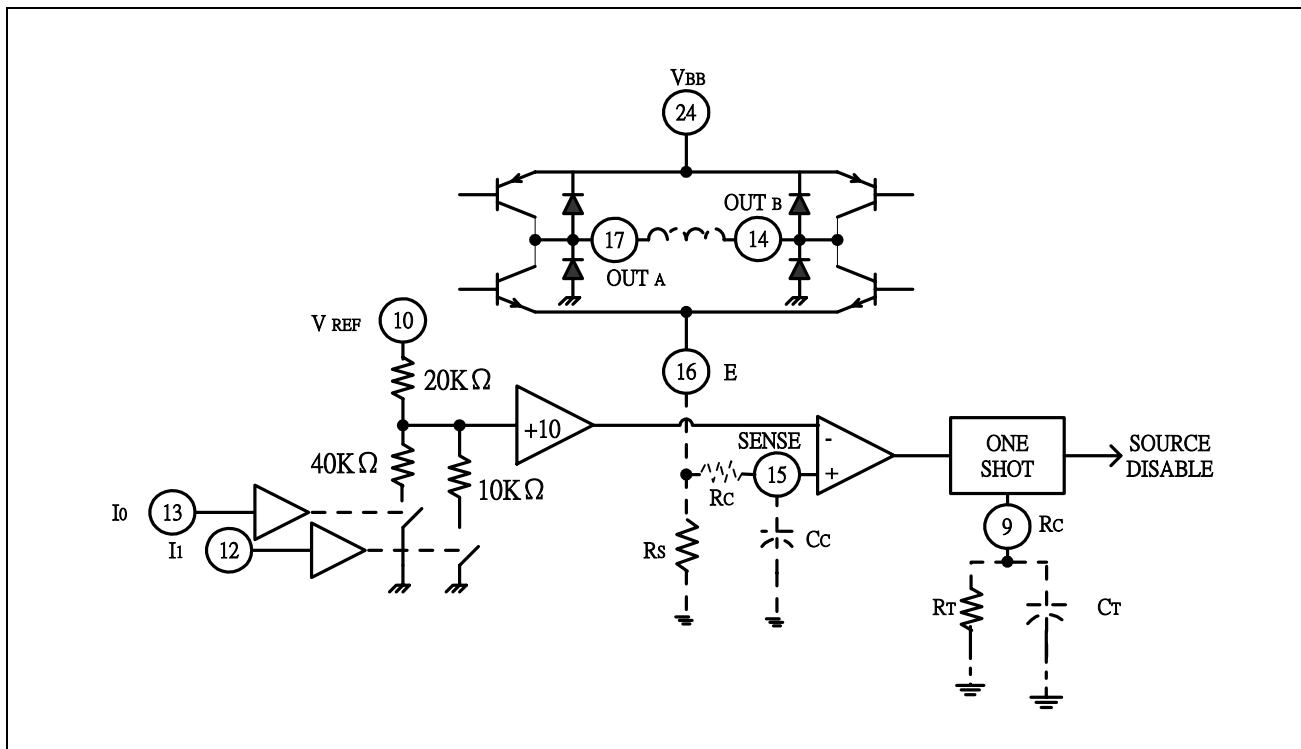 VBB
24
OUT B
17
14
OUT A
V REF
10
20KΩ
16
E
+10
SENSE
-
ONE
SHOT
SOURCE
DISABLE
40KΩ
10KΩ
RC
15
+
I0
13
9
RC
I1
12
RS
CC
RT
CT